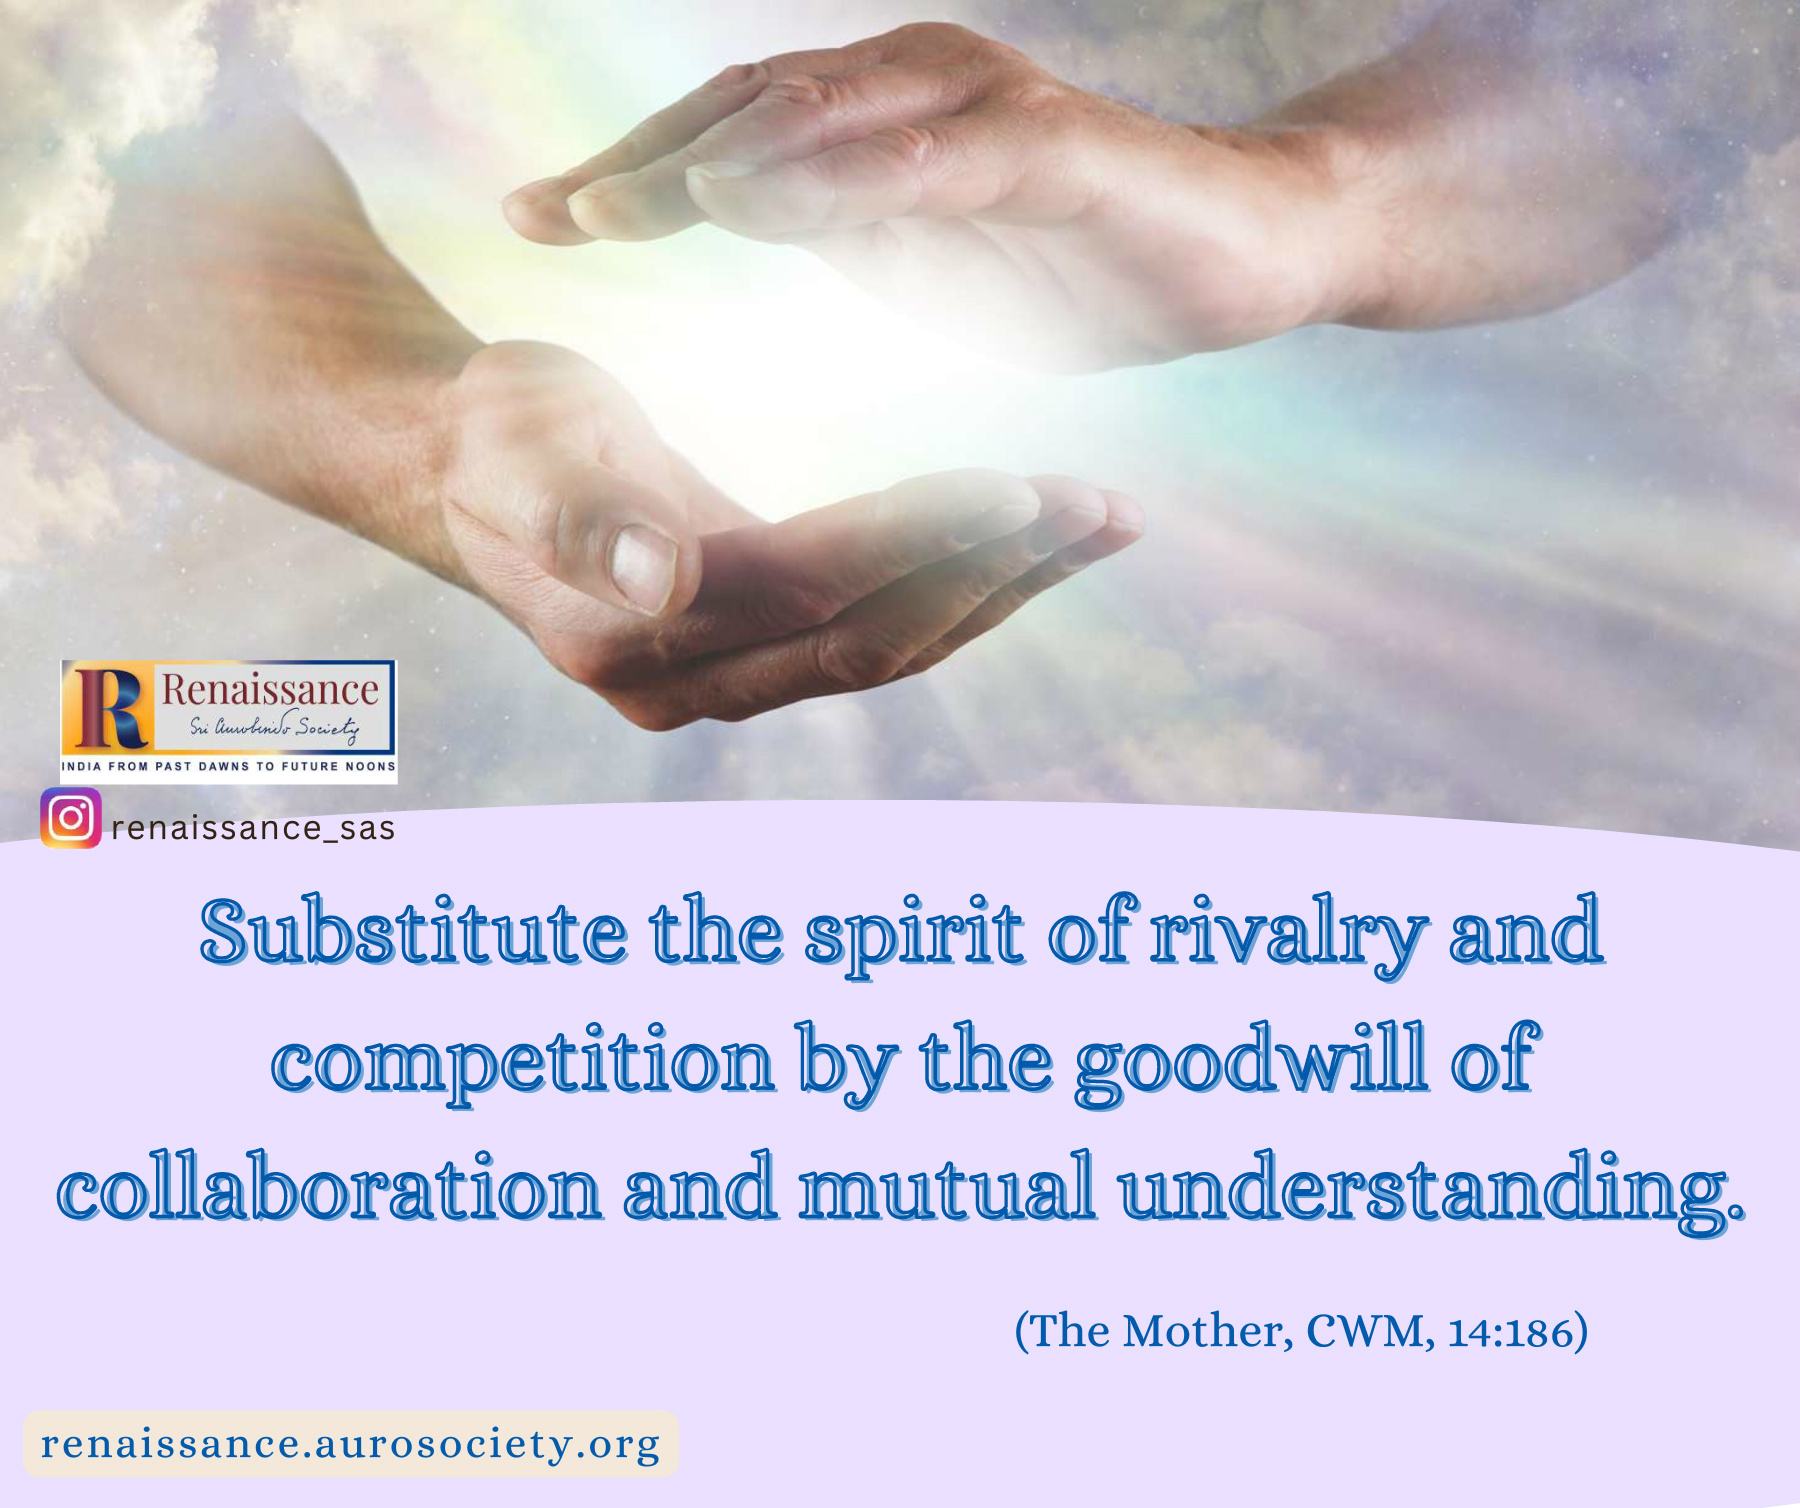 R Renaissance
Sri Aurobindo Society
INDIA FROM PAST DAWNS TO FUTURE NOONS
renaissance_sas
Substitute the spirit of rivalry and
competition by the goodwill of
collaboration and mutual understanding.
(The Mother, CWM, 14:186)
renaissance.aurosociety.org